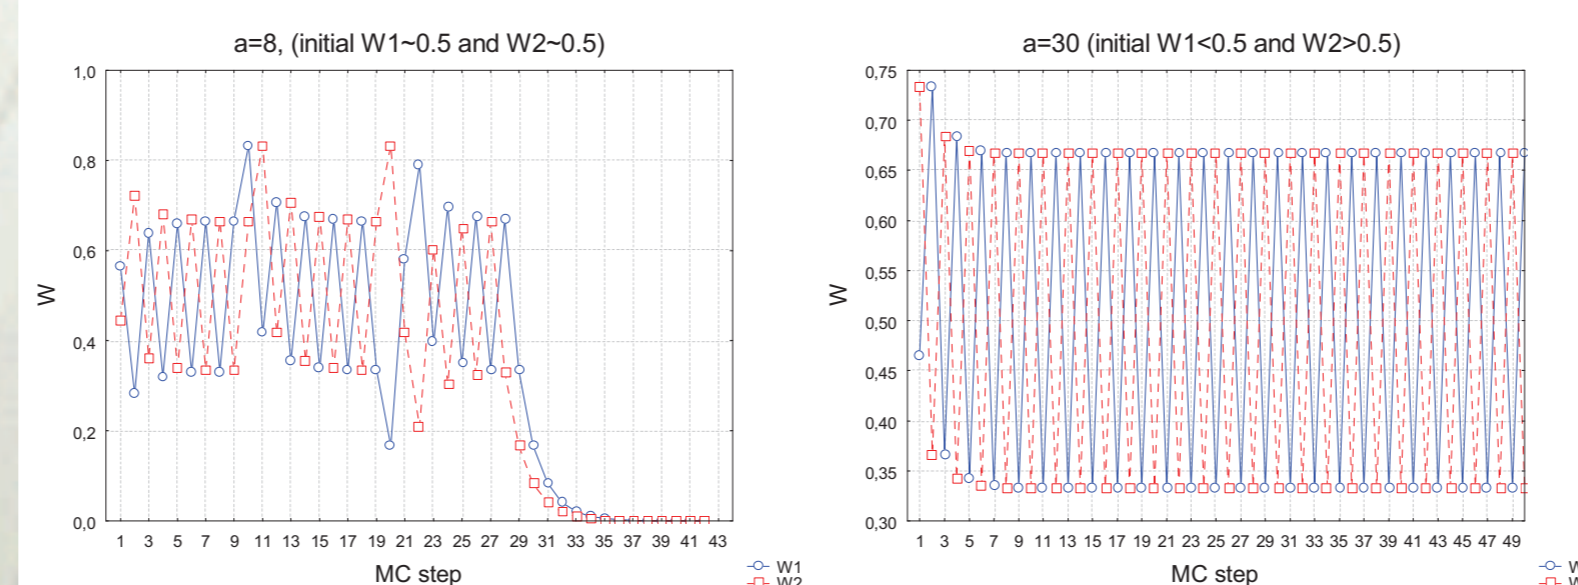 a=8, (initial W1~0.5 and W2~0.5)
1,0
0,8
0,6
0,4
0,2
0,0
W
1 3 5 7 9 11 13 15 17 19 21 23 25 27 29 31 33 35 37 39 41 43
MC step
W1
W2
a=30 (initial W1<0.5 and W2>0.5)
0,75
0,70
0,65
0,60
0,55
0,50
0,45
0,40
0,35
0,30
W
1 3 5 7 9 11 13 15 17 19 21 23 25 27 29 31 33 35 37 39 41 43 45 47 49
MC step